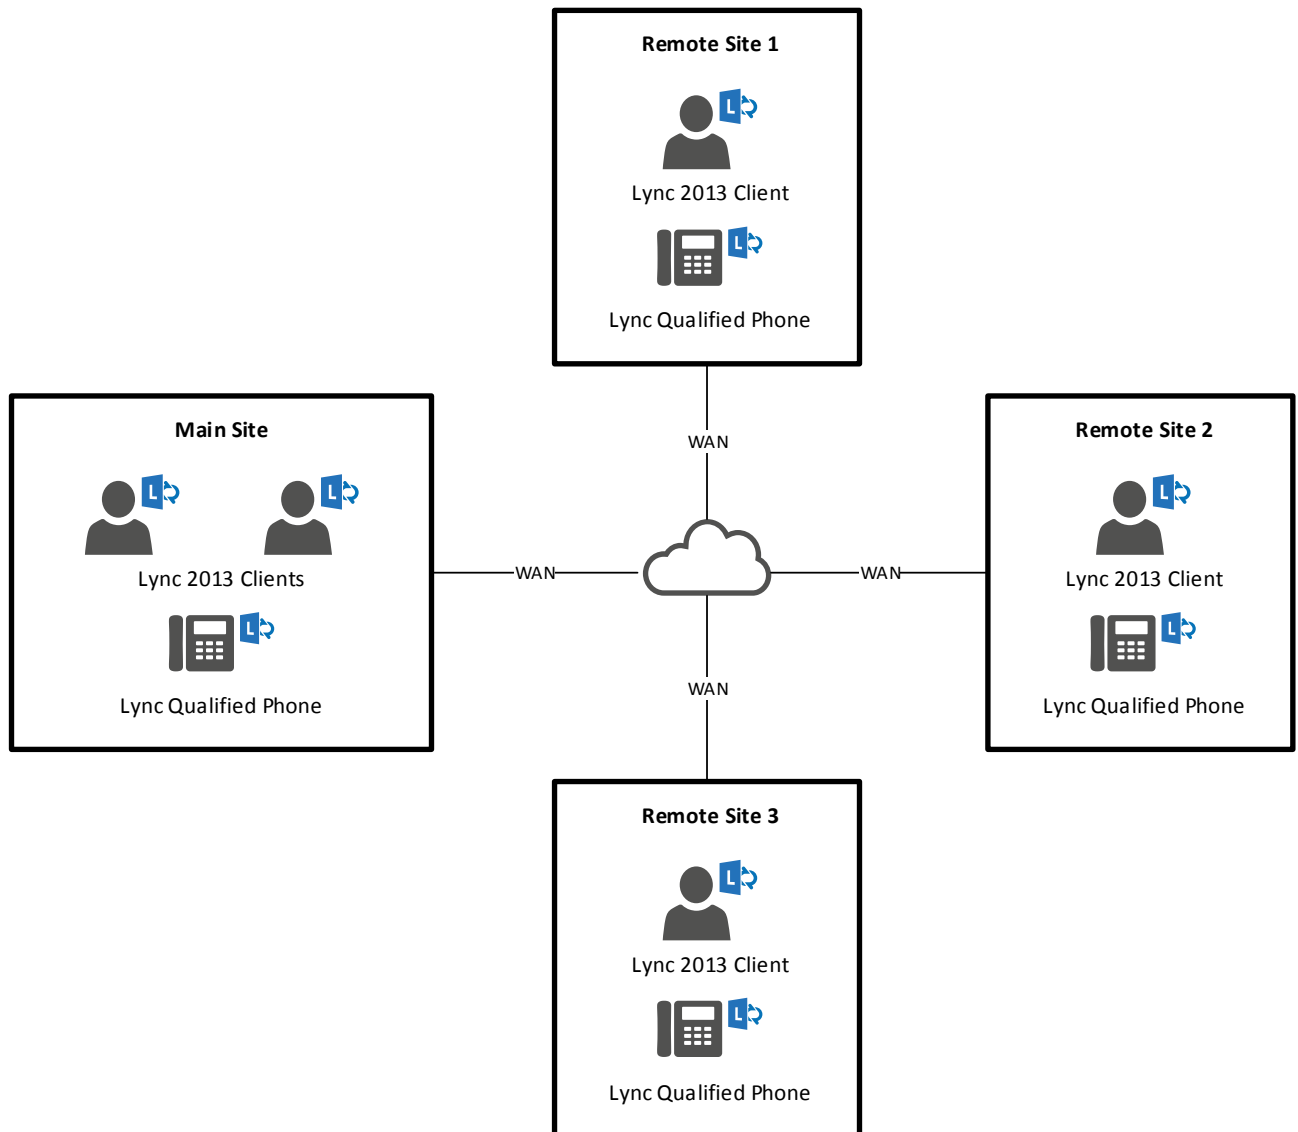 Remote Site 1
L
Lync 2013 Client
L
Lync Qualified Phone
WAN
Main Site
L
L
Lync 2013 Clients
L
Lync Qualified Phone
WAN
WAN
Remote Site 2
L
Lync 2013 Client
L
Lync Qualified Phone
WAN
Remote Site 3
L
Lync 2013 Client
L
Lync Qualified Phone